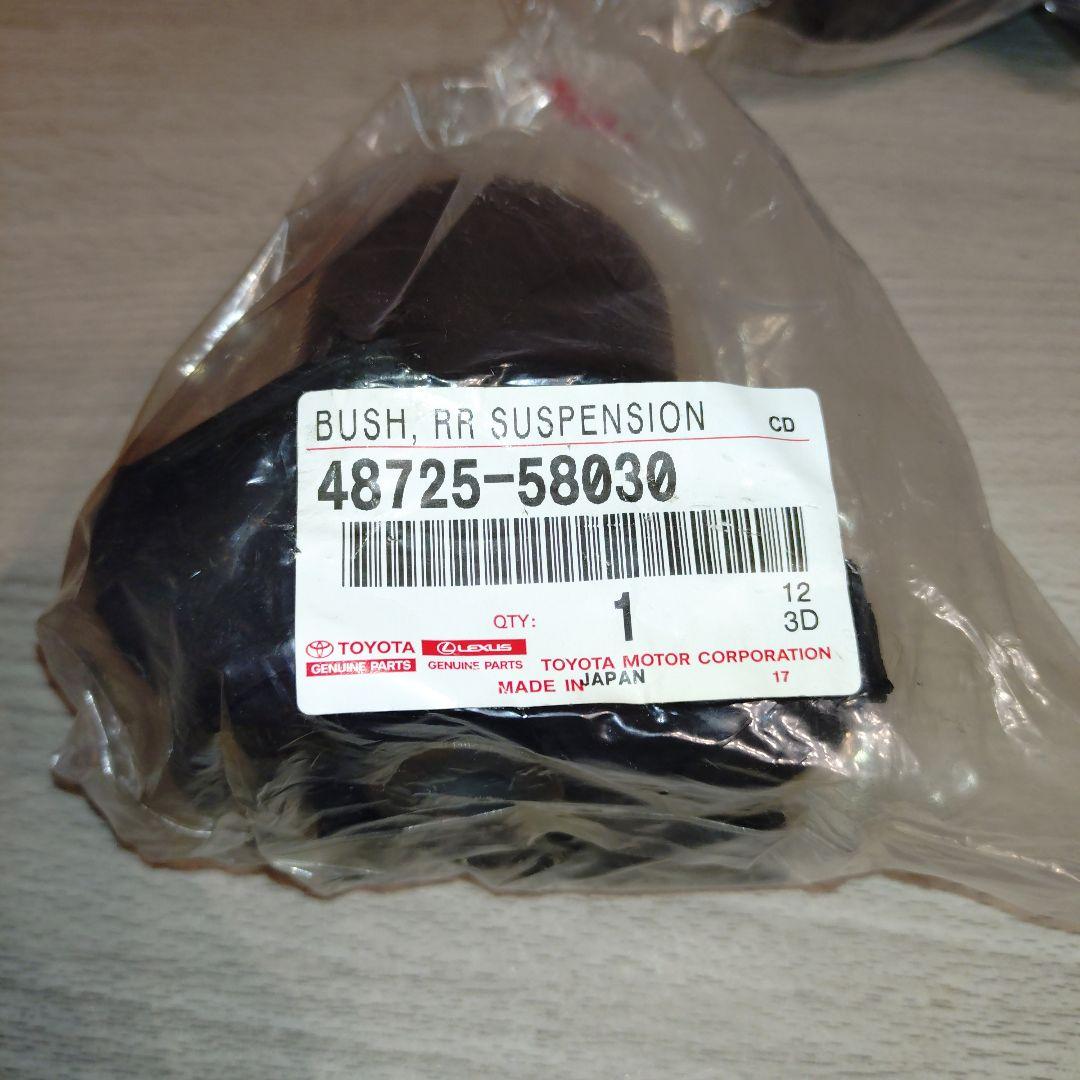 BUSH, RR SUSPENSION CD
48725-58030
12
QTY: 1 3D
TOYOTA LEXUS
GENUINE PARTS GENUINE PARTS TOYOTA MOTOR CORPORATION
MADE IN JAPAN 17